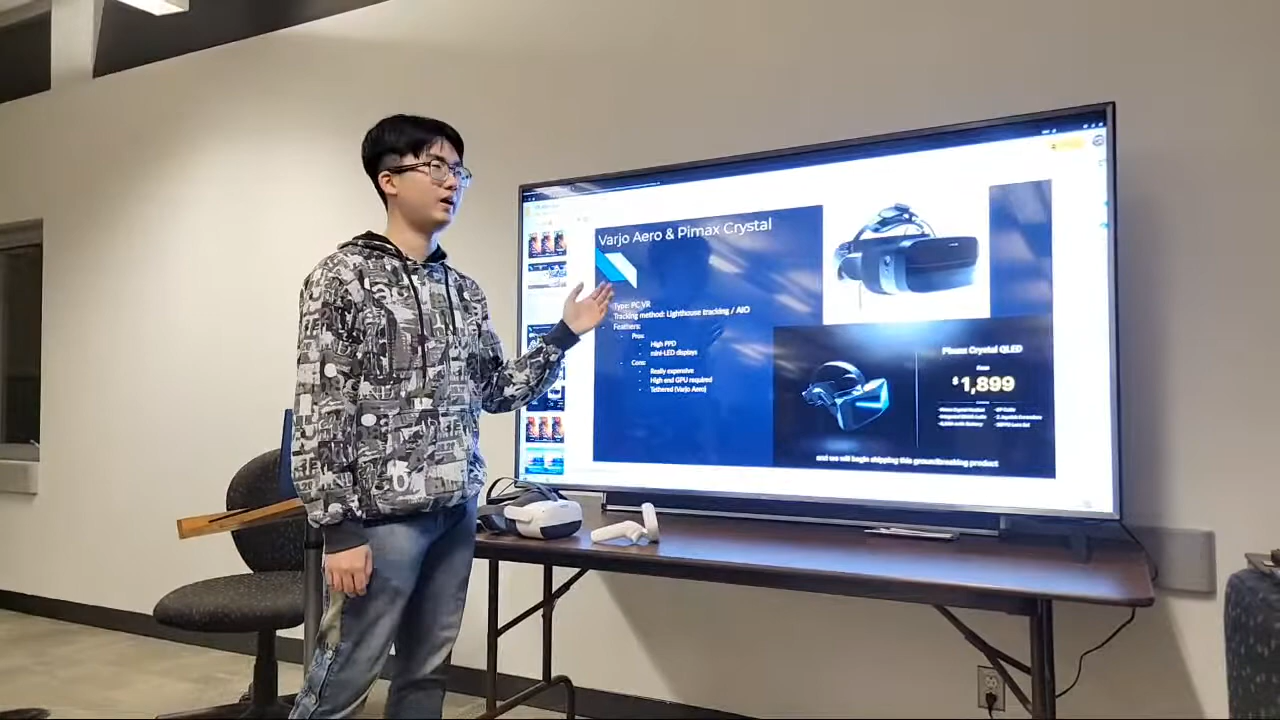 Varjo Aero & Pimax Crystal
Type: PC VR
Tracking method: Lighthouse tracking / AIO
Feathers:
- Pros:
- High PPD
- mini-LED displays
- Cons:
- Really expensive
- High end GPU required
- Tethered (Varjo Aero)
Pimax Crystal QLED
From
$1,899
and we will begin shipping this groundbreaking product